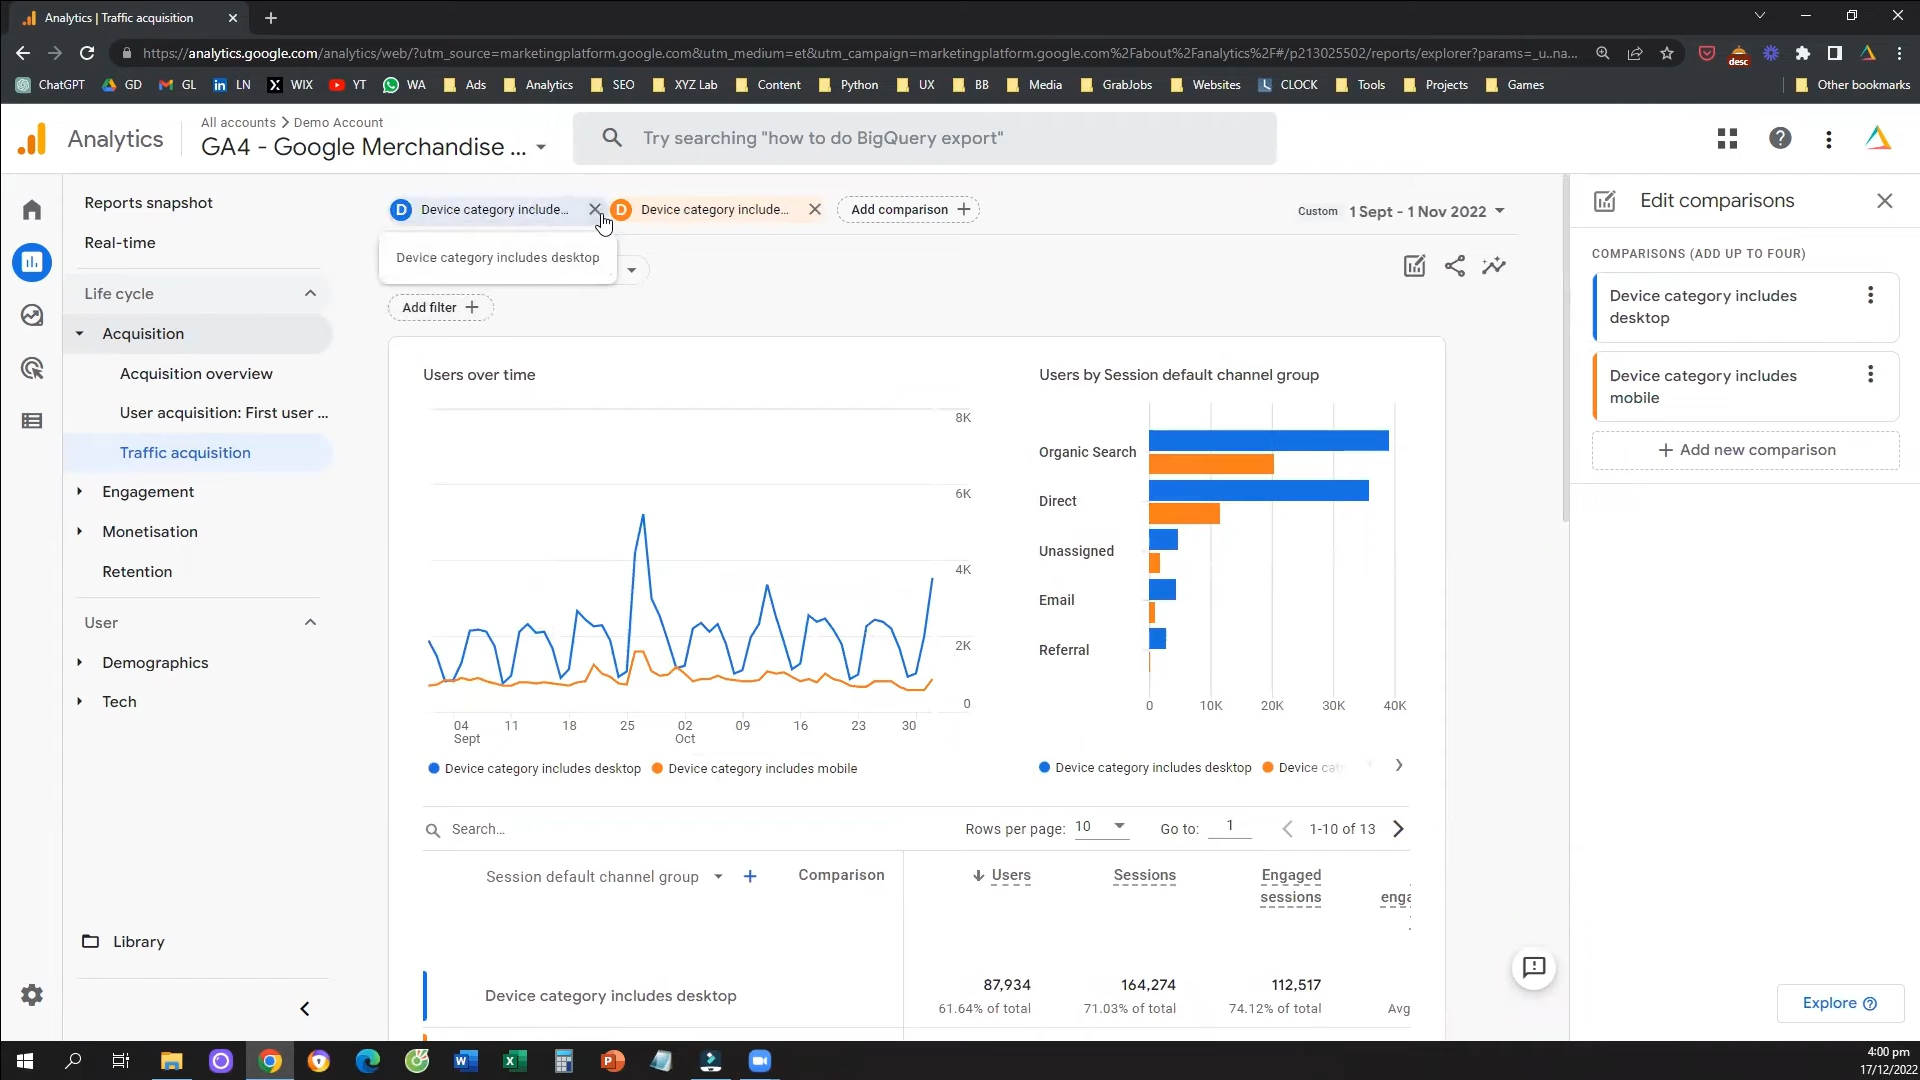 Analytics | Traffic acquisition
https://analytics.google.com/analytics/web/?utm_source=marketingplatform.google.com&utm_medium=et&utm_campaign=marketingplatform.google.com%2Fabout%2Fanalytics%2F#/p213025502/reports/explorer?params=_u..na...
desc
ChatGPT GD GL LN WIX YT WA Ads Analytics SEO XYZ Lab Content Python UX BB Media GrabJobs Websites CLOCK Tools Projects Games Other bookmarks
Analytics
All accounts > Demo Account
GA4 - Google Merchandise ...
Try searching "how to do BigQuery export"
Reports snapshot
Real-time
Life cycle
Acquisition
Acquisition overview
User acquisition: First user ...
Traffic acquisition
Engagement
Monetisation
Retention
User
Demographics
Tech
Library
D Device category include...
D Device category include...
Add comparison +
Custom 1 Sept - 1 Nov 2022
Device category includes desktop
Add filter +
Users over time
8K
6K
4K
2K
0
04 11 18 25 02 09 16 23 30
Sept Oct
Device category includes desktop Device category includes mobile
Users by Session default channel group
Organic Search
Direct
Unassigned
Email
Referral
0 10K 20K 30K 40K
Device category includes desktop
Search...
Rows per page: 10 Go to: 1 1-10 of 13
Session default channel group + Comparison
Users
Sessions
Engaged
sessions
enga
Device category includes desktop
87,934 164,274 112,517
61.64% of total 71.03% of total 74.12% of total Avg
Edit comparisons
COMPARISONS (ADD UP TO FOUR)
Device category includes
desktop
Device category includes
mobile
+ Add new comparison
Explore
4:00 pm
17/12/2022